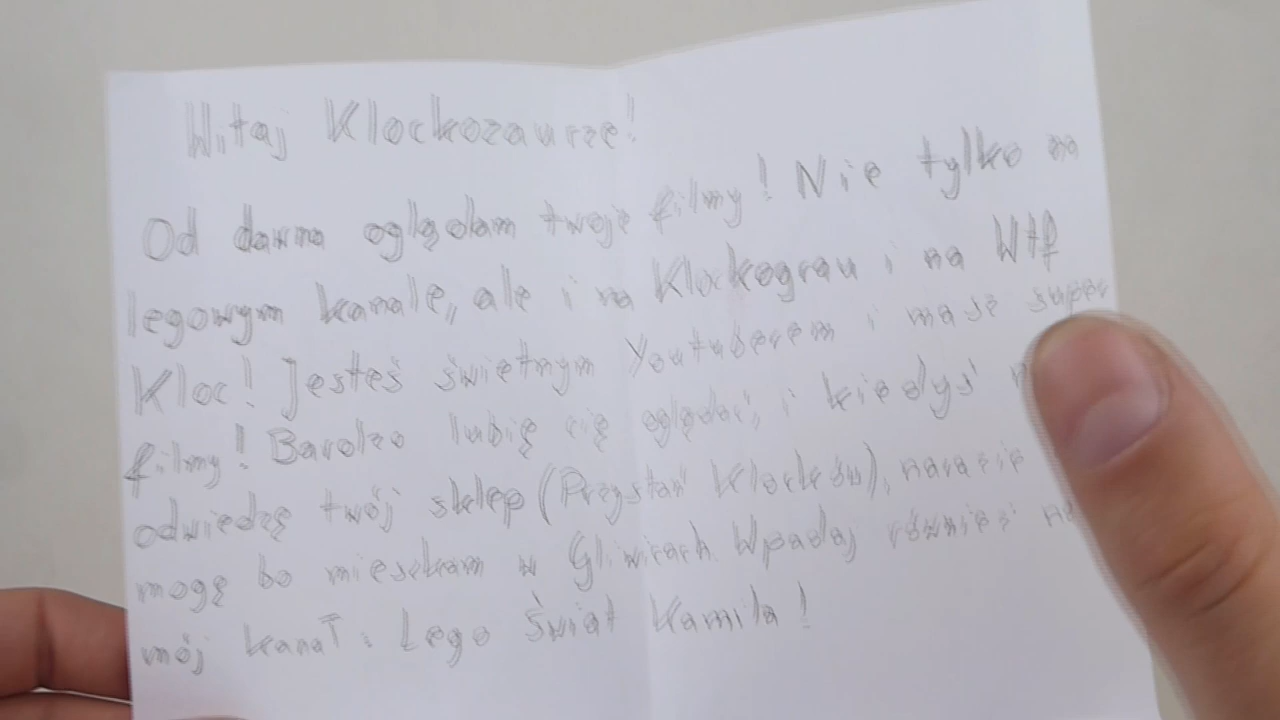 Witaj Klockozaurze!
Od dawna oglądam twoje filmy! Nie tylko na
legowym kanale, ale i na Klockograu i na Wtf
Kloc! Jesteś świetnym Youtuberem i masz super
filmy! Bardzo lubię cię oglądać, i kiedyś
odwiedzę twój sklep (Przystań Klocków), narazie
mogę bo mieszkam w Gliwicach. Wpadaj również na
mój kanał: Lego Świat Kamila!